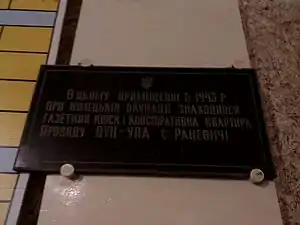 В цьому приміщенні в 1943 р.
при німецькій окупації знаходився
газетний кіоск і конспіративна квартира
Проводу ОУН-УПА с. Раневичі